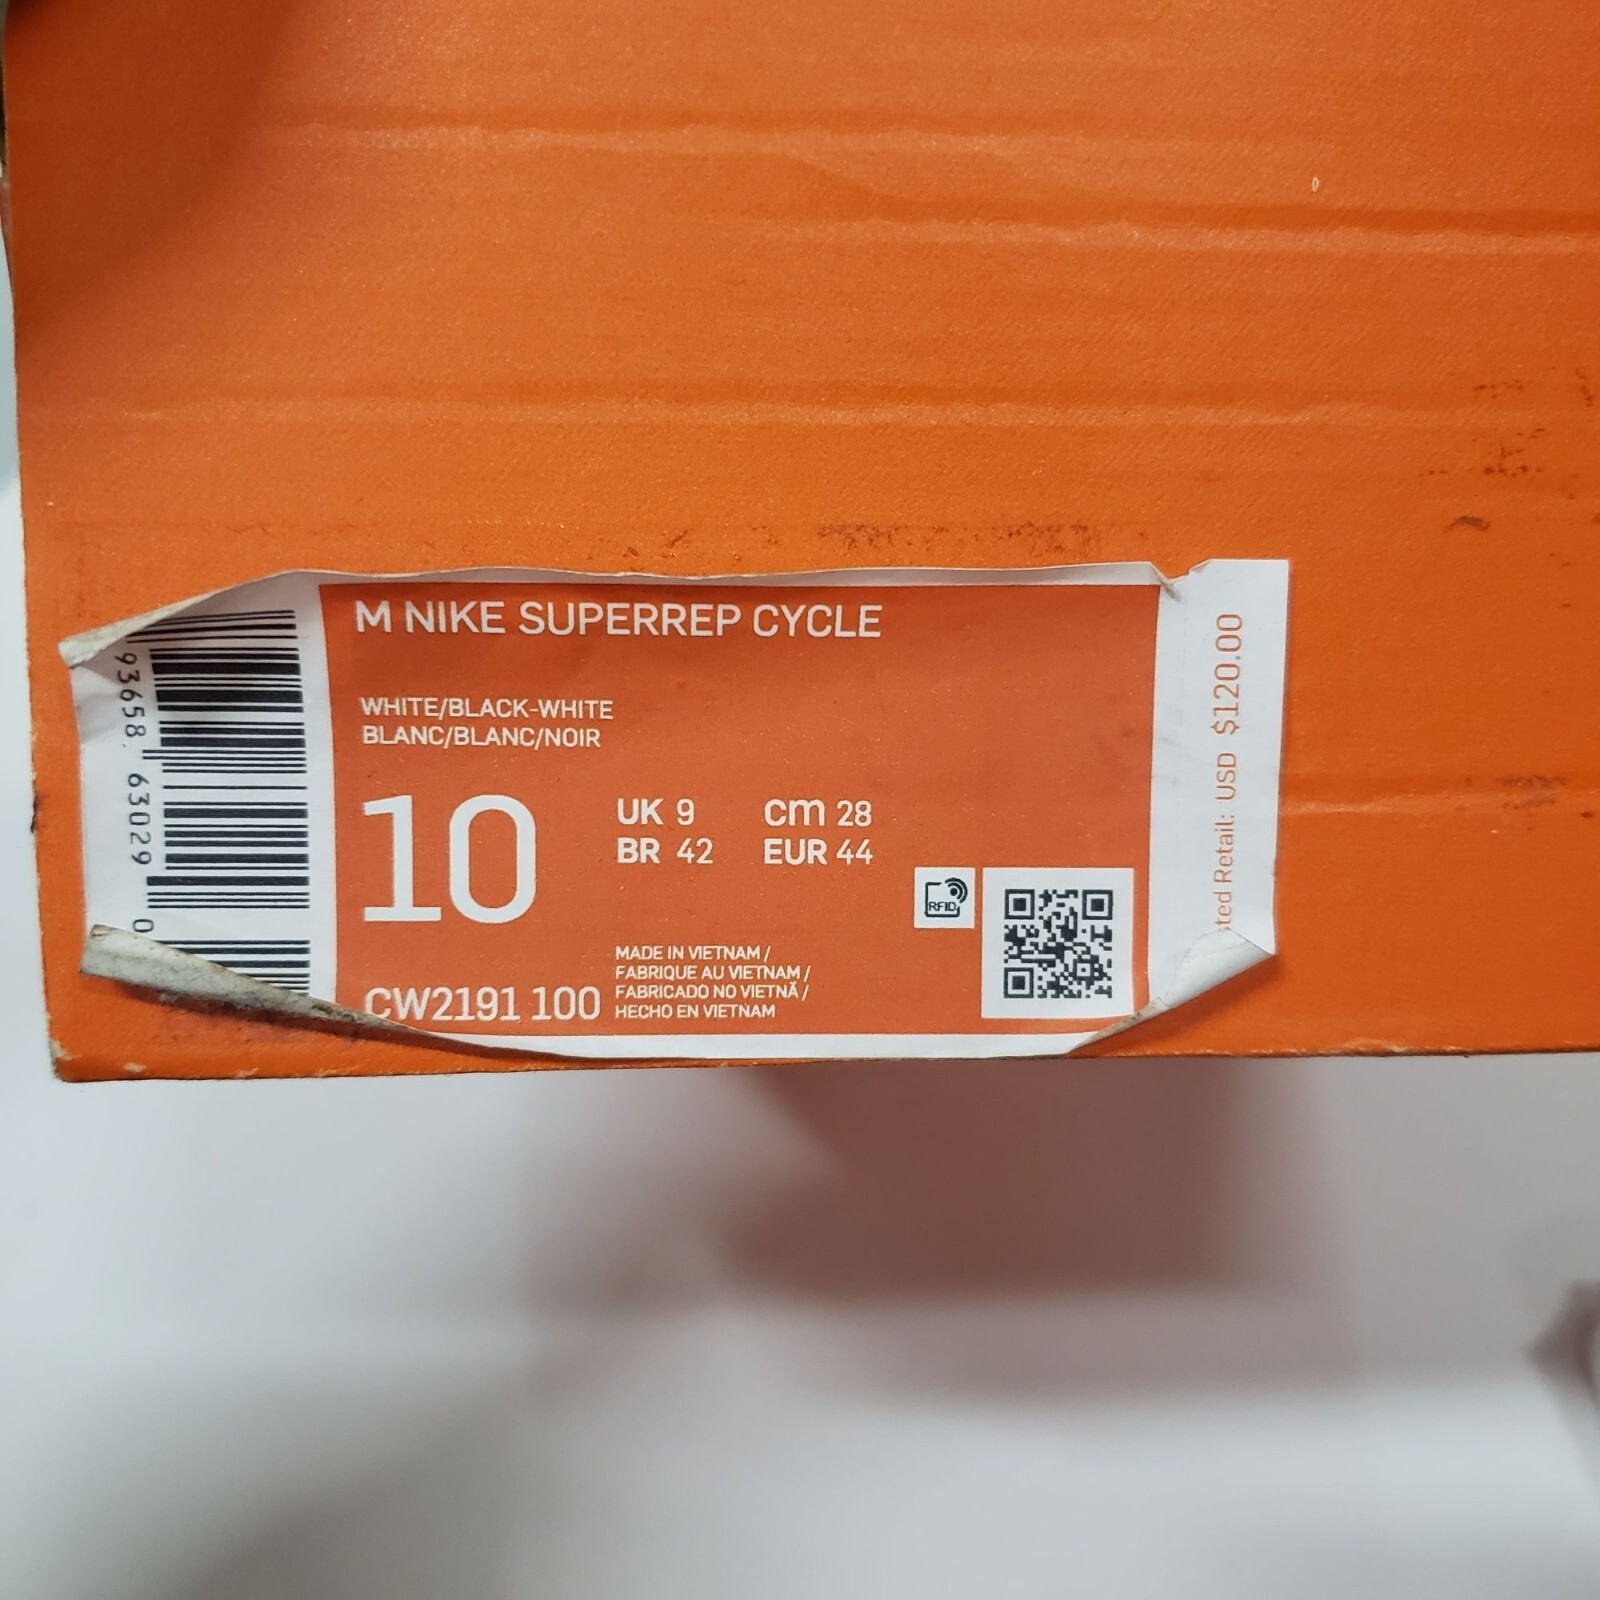 M NIKE SUPERREP CYCLE
WHITE/BLACK-WHITE
BLANC/BLANC/NOIR
10
UK 9
cm 28
BR 42
EUR 44
RFID
MADE IN VIETNAM /
FABRIQUE AU VIETNAM /
FABRICADO NO VIETNÃ /
HECHO EN VIETNAM
CW2191 100
93658 63029 0
Retail: USD $120.00